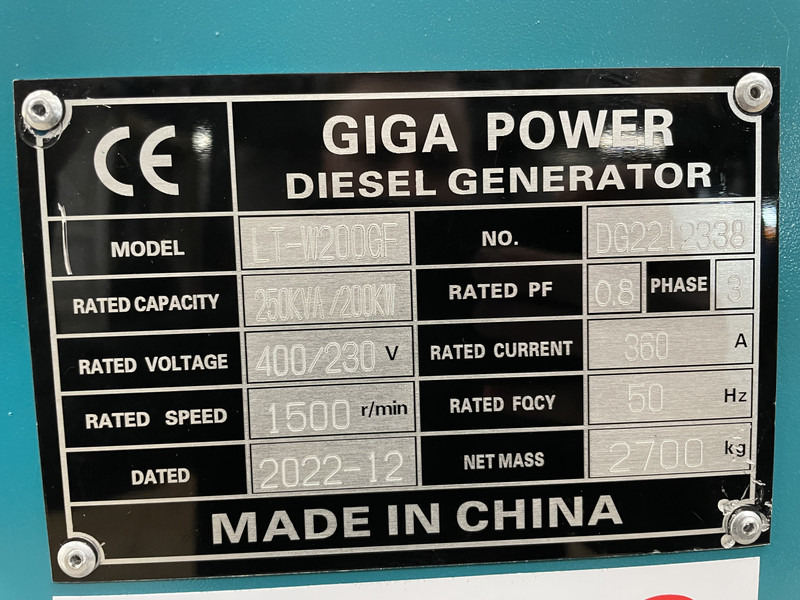 CE
GIGA POWER
DIESEL GENERATOR
MODEL LT-W200GF NO. DG2212338
RATED CAPACITY 250KVA/200KW RATED PF 0.8 PHASE 3
RATED VOLTAGE 400/230 V RATED CURRENT 360 A
RATED SPEED 1500 r/min RATED FQCY 50 Hz
DATED 2022-12 NET MASS 2700 kg
MADE IN CHINA